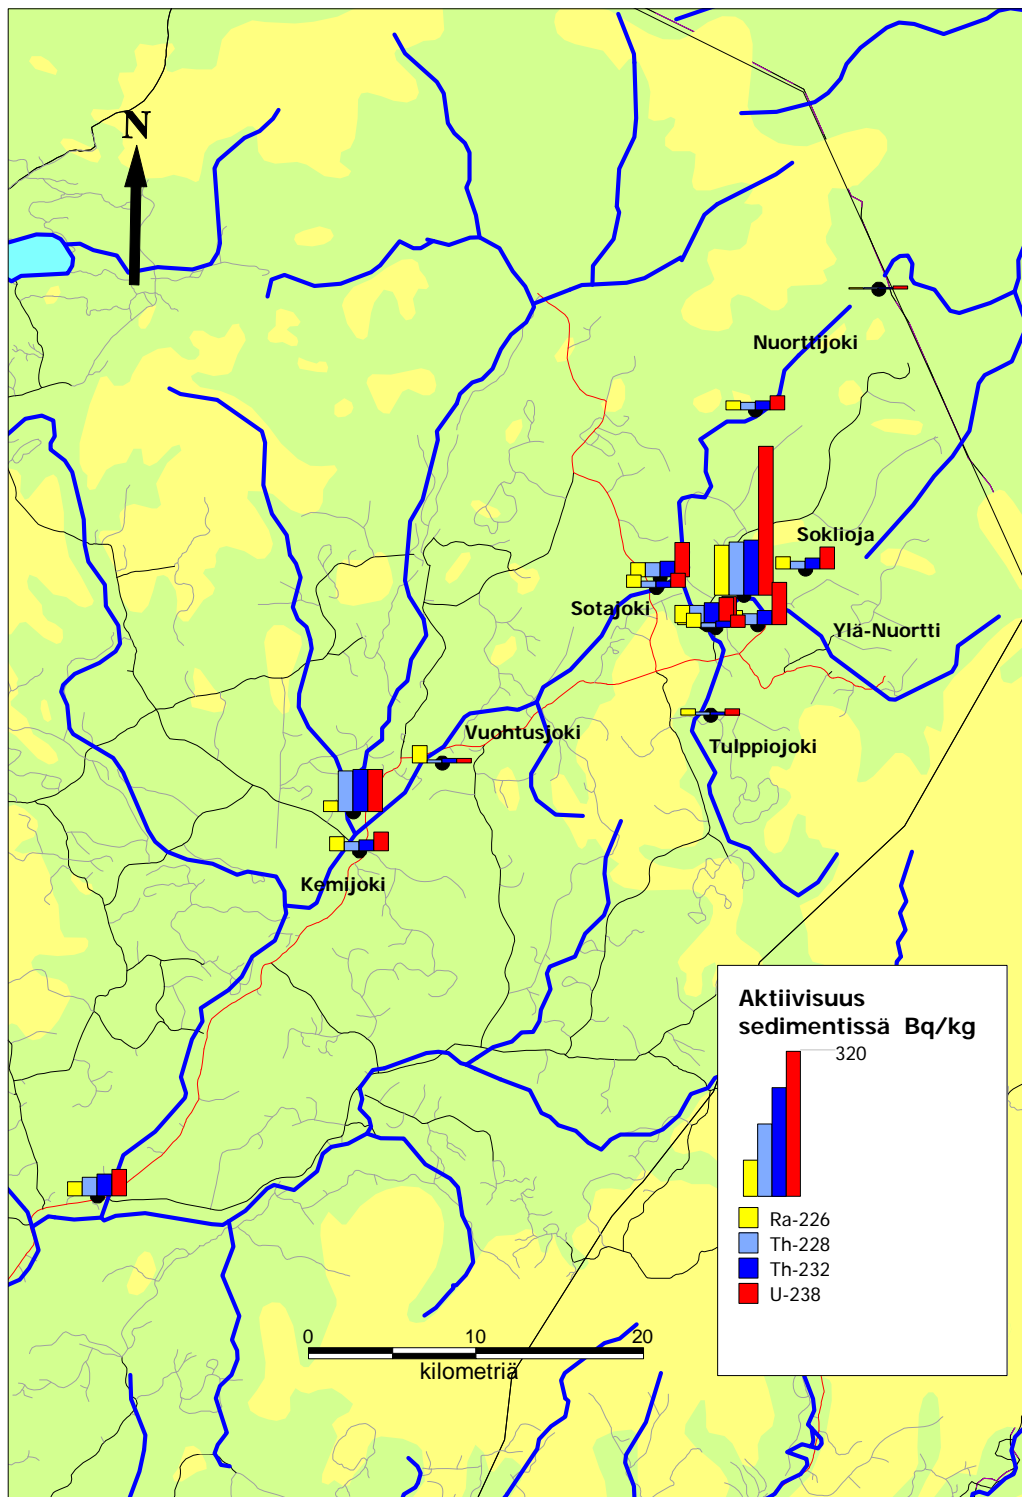 N
Nuorttijoki
Soklioja
Sotajoki
Ylä-Nuortti
Vuohtusjoki
Tulppiojoki
Kemijoki
Aktiivisuus
sedimentissä Bq/kg
320
Ra-226
Th-228
Th-232
U-238
0 10 20
kilometriä